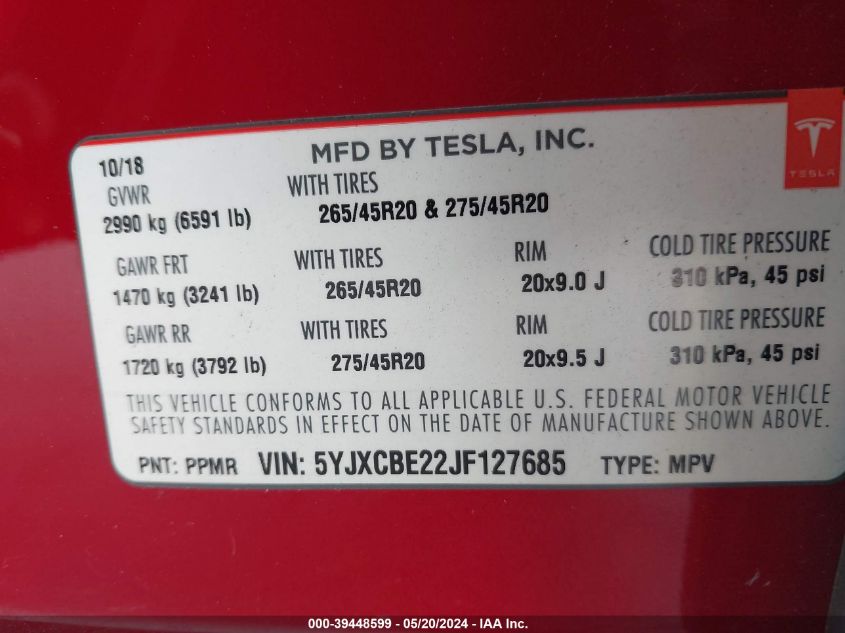 10/18 MFD BY TESLA, INC.
TESLA
GVWR WITH TIRES
2990 kg (6591 lb) 265/45R20 & 275/45R20
GAWR FRT WITH TIRES RIM COLD TIRE PRESSURE
1470 kg (3241 lb) 265/45R20 20x9.0 J 310 kPa, 45 psi
GAWR RR WITH TIRES RIM COLD TIRE PRESSURE
1720 kg (3792 lb) 275/45R20 20x9.5 J 310 kPa, 45 psi
THIS VEHICLE CONFORMS TO ALL APPLICABLE U.S. FEDERAL MOTOR VEHICLE
SAFETY STANDARDS IN EFFECT ON THE DATE OF MANUFACTURE SHOWN ABOVE.
PNT: PPMR VIN: 5YJXCBE22JF127685 TYPE: MPV
000-39448599 - 05/20/2024 - IAA Inc.